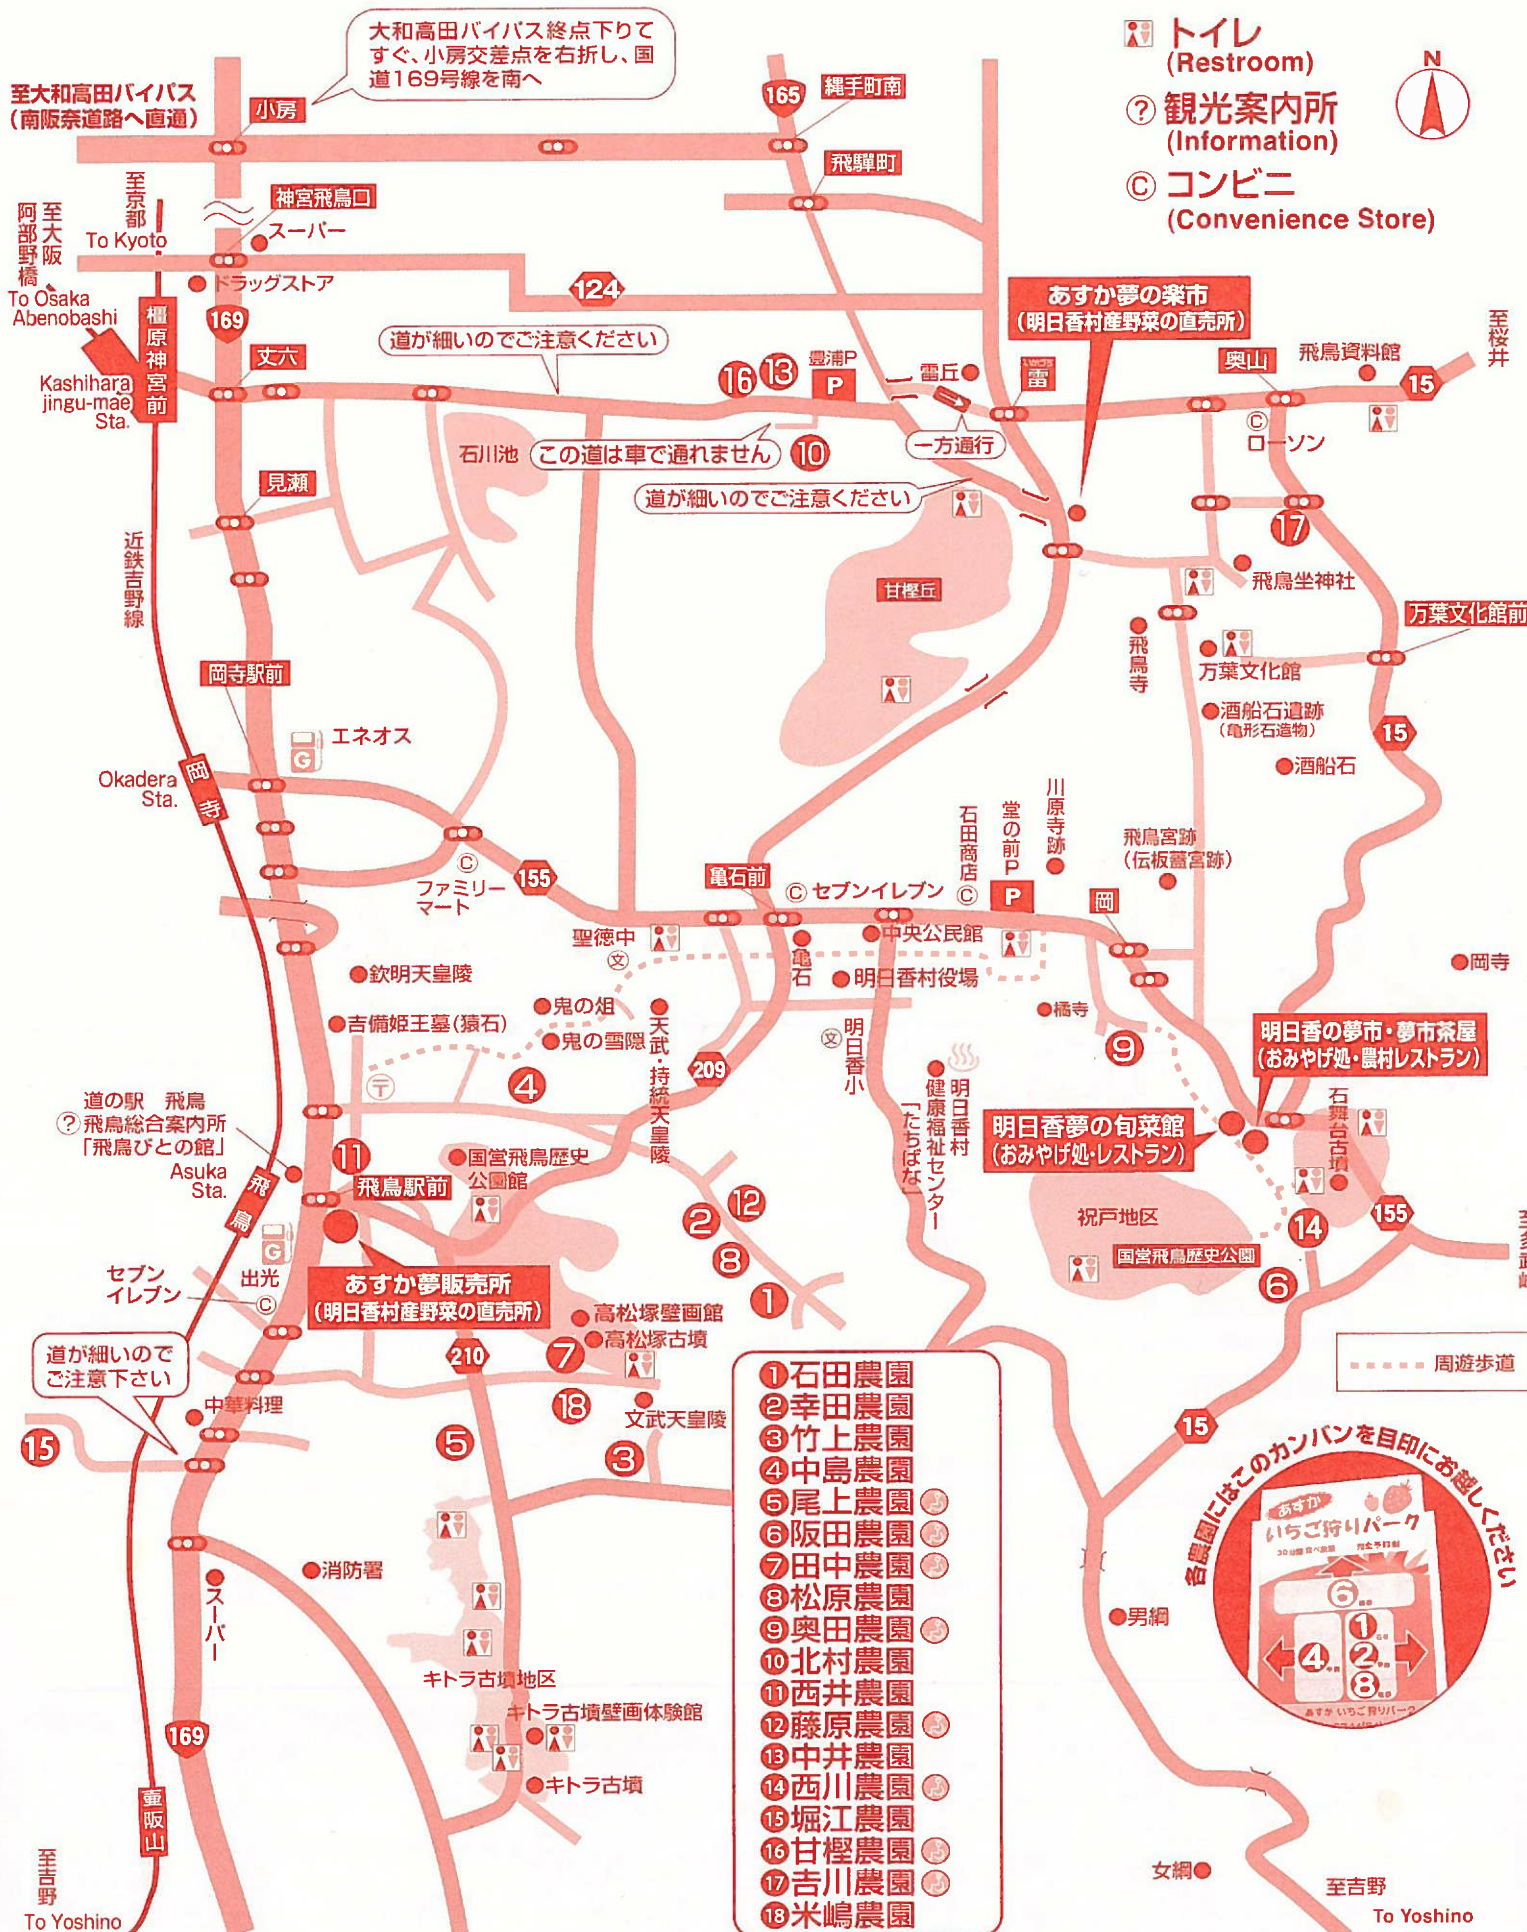 大和高田バイパス終点下りて
すぐ、小房交差点を右折し、国
道169号線を南へ
トイレ
(Restroom)
観光案内所
(Information)
コンビニ
(Convenience Store)
N
至大和高田バイパス
(南阪奈道路へ直通)
小房
165
縄手町南
飛驒町
神宮飛鳥口
スーパー
至京都
To Kyoto
至大阪
阿部野橋
To Osaka
Abenobashi
ドラッグストア
169
124
橿原神宮前
Kashihara
jingu-mae
Sta.
丈六
道が細いのでご注意ください
16
13
豊浦P
P
雷丘
雷
あすか夢の楽市
(明日香村産野菜の直売所)
奥山
飛鳥資料館
15
至桜井
ローソン
石川池
この道は車で通れません
10
一方通行
道が細いのでご注意ください
見瀬
17
近鉄吉野線
甘樫丘
飛鳥坐神社
飛鳥寺
万葉文化館前
万葉文化館
酒船石遺跡
(亀形石造物)
酒船石
15
岡寺駅前
エネオス
G
Okadera
Sta.
岡寺
ファミリー
マート
155
亀石前
セブンイレブン
石田商店
堂の前P
P
川原寺跡
飛鳥宮跡
(伝板蓋宮跡)
岡
聖徳中
文
亀石
中央公民館
明日香村役場
岡寺
欽明天皇陵
吉備姫王墓(猿石)
鬼の俎
鬼の雪隠
天武・持統天皇陵
橘寺
9
文
明日香小
4
209
明日香村
健康福祉センター
「たちばな」
明日香の夢市・夢市茶屋
(おみやげ処・農村レストラン)
明日香夢の旬菜館
(おみやげ処・レストラン)
石舞台古墳
道の駅 飛鳥
飛鳥総合案内所
「飛鳥びとの館」
Asuka
Sta.
飛鳥
11
飛鳥駅前
国営飛鳥歴史
公園館
2
12
8
1
祝戸地区
国営飛鳥歴史公園
14
155
6
G
出光
セブン
イレブン
あすか夢販売所
(明日香村産野菜の直売所)
高松塚壁画館
高松塚古墳
7
210
18
文武天皇陵
道が細いので
ご注意下さい
中華料理
15
5
3
周遊歩道
15
各農園にはこのカンバンを目印にお越しください
あすか
いちご狩りパーク
6
1
4
2
8
あすか いちご狩りパーク
消防署
スーパー
キトラ古墳地区
キトラ古墳壁画体験館
キトラ古墳
169
壷阪山
至吉野
To Yoshino
男綱
女綱
至吉野
To Yoshino
1石田農園
2幸田農園
3竹上農園
4中島農園
5尾上農園
6阪田農園
7田中農園
8松原農園
9奥田農園
10北村農園
11西井農園
12藤原農園
13中井農園
14西川農園
15堀江農園
16甘樫農園
17吉川農園
18米嶋農園